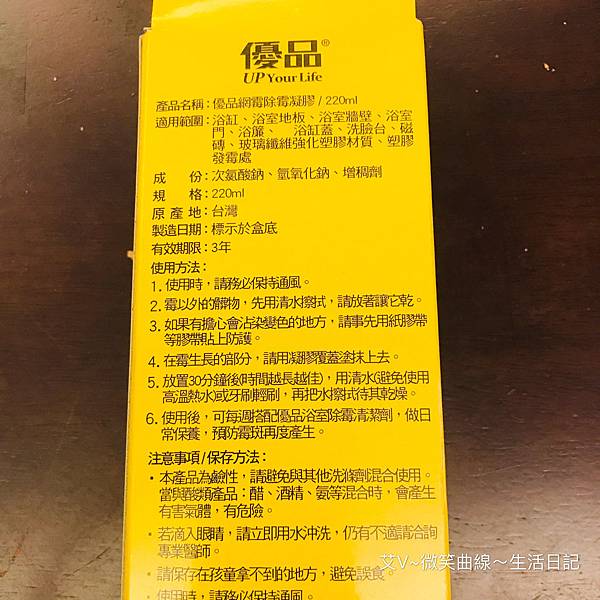 優品®
UP Your Life
產品名稱：優品網霉除霉凝膠 / 220ml
適用範圍：浴缸、浴室地板、浴室牆壁、浴室
門、浴簾、 浴缸蓋、洗臉台、磁
磚、玻璃纖維強化塑膠材質、塑膠
發霉處
成 份：次氯酸鈉、氫氧化鈉、增稠劑
規 格：220ml
原 產 地：台灣
製造日期：標示於盒底
有效期限：3年
使用方法：
1. 使用時，請務必保持通風。
2. 霉以外的髒物，先用清水擦拭，請放著讓它乾。
3. 如果有擔心會沾染變色的地方，請事先用紙膠帶
等膠帶貼上防護。
4. 在霉生長的部分，請用凝膠覆蓋塗抹上去。
5. 放置30分鐘後(時間越長越佳)，用清水(避免使用
高溫熱水)或牙刷輕刷，再把水擦拭待其乾燥。
6. 使用後，可每週搭配優品浴室除霉清潔劑，做日
常保養，預防霉斑再度產生。
注意事項/保存方法：
・本產品為鹼性，請避免與其他洗滌劑混合使用。
當與酸類產品：醋、酒精、氨等混合時，會產生
有害氣體，有危險。
・若滴入眼睛，請立即用水沖洗，仍有不適請洽詢
專業醫師。
・請保存在孩童拿不到的地方，避免誤食。
・使用時，請務必保持通風。
艾V~微笑曲線～生活日記